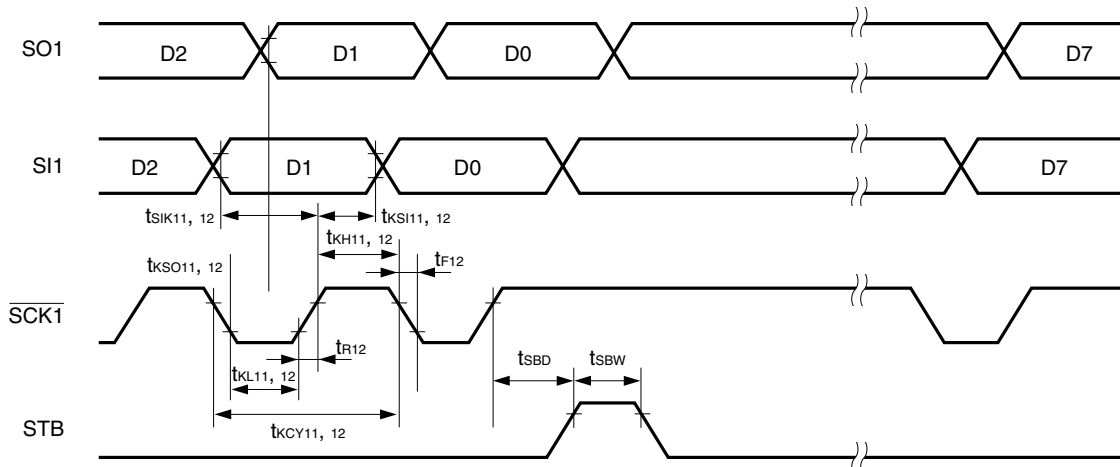 SO1
D2
D1
D0
D7
SI1
D2
D1
D0
D7
tSIK11, 12
tKSI11, 12
tKH11, 12
tKSO11, 12
tF12
SCK1
tR12
tKL11, 12
tSBD
tSBW
tKCY11, 12
STB